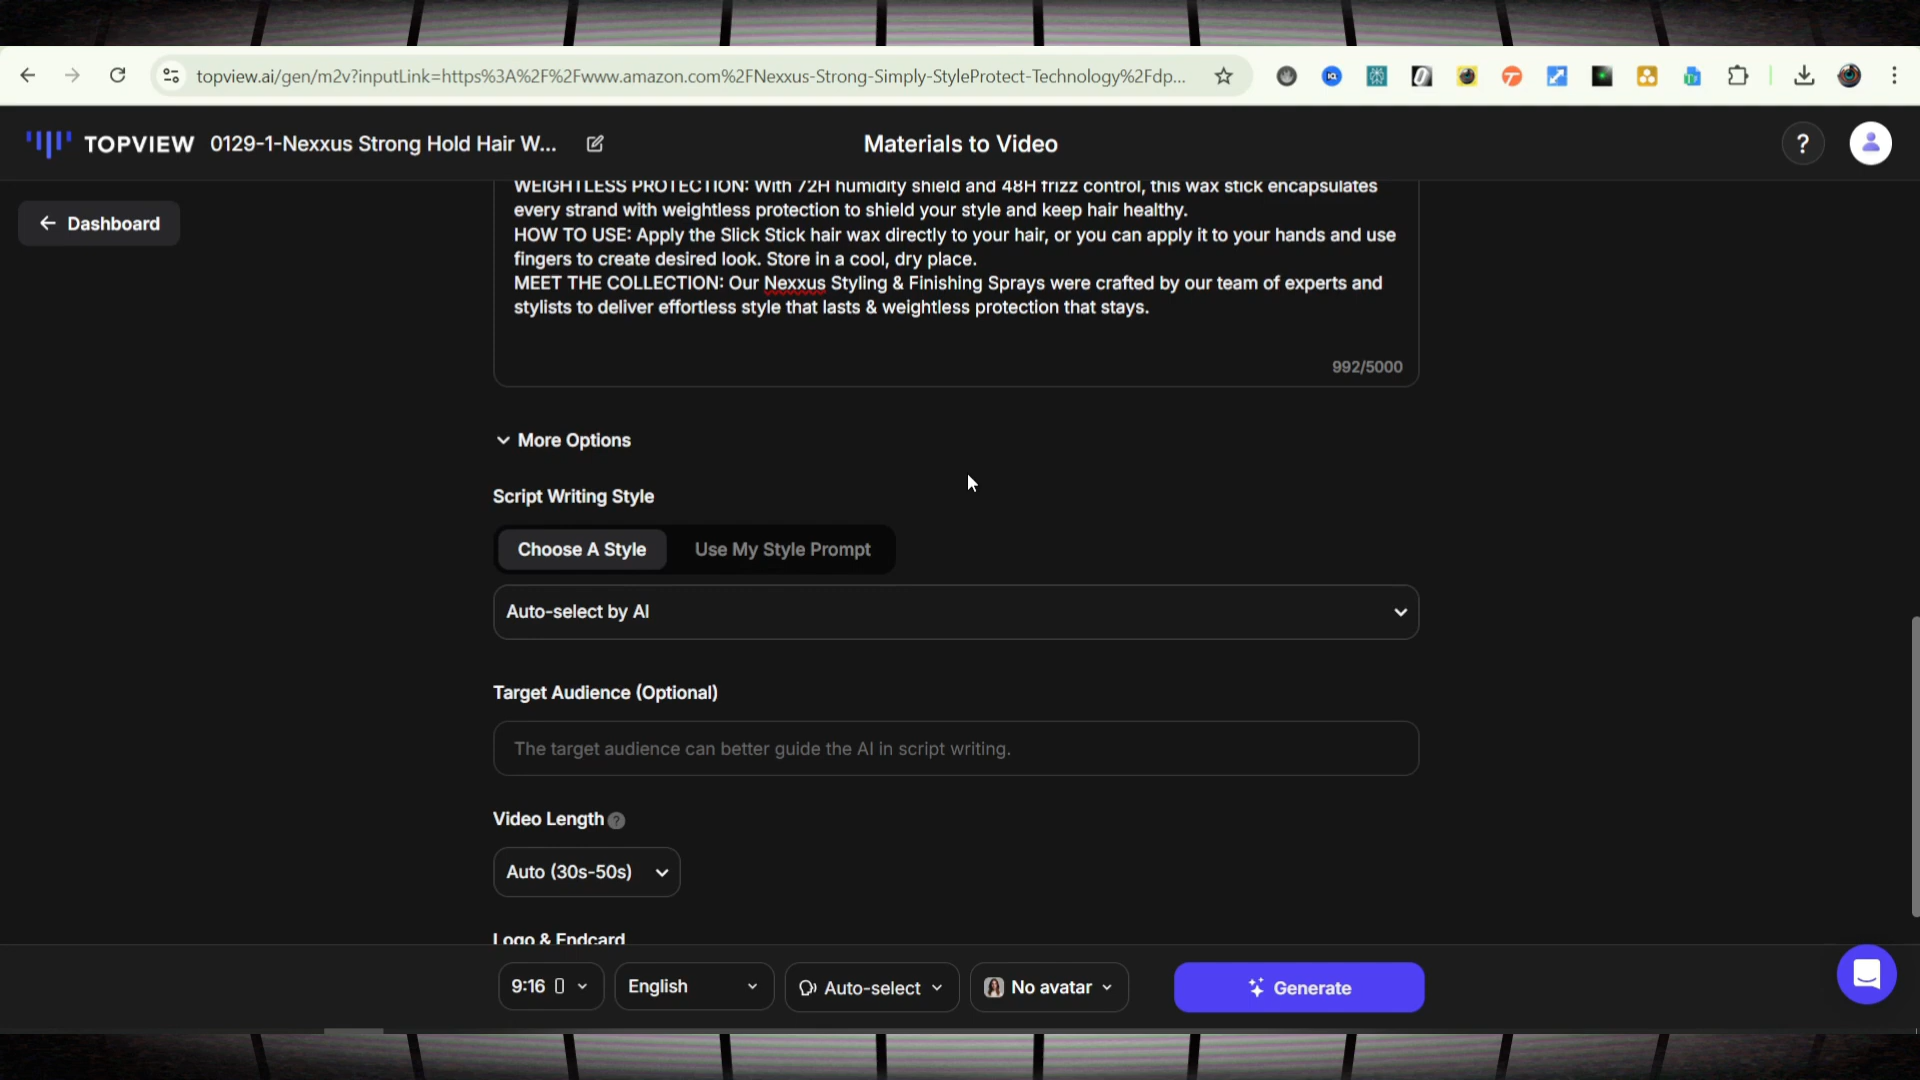 topview.ai/gen/m2v?inputLink=https%3A%2F%2Fwww.amazon.com%2FNexxus-Strong-Simply-StyleProtect-Technology%2Fdp...
TOPVIEW 0129-1-Nexxus Strong Hold Hair W...
Materials to Video
?
Dashboard
WEIGHTLESS PROTECTION: With 72H humidity shield and 48H frizz control, this wax stick encapsulates
every strand with weightless protection to shield your style and keep hair healthy.
HOW TO USE: Apply the Slick Stick hair wax directly to your hair, or you can apply it to your hands and use
fingers to create desired look. Store in a cool, dry place.
MEET THE COLLECTION: Our Nexxus Styling & Finishing Sprays were crafted by our team of experts and
stylists to deliver effortless style that lasts & weightless protection that stays.
992/5000
More Options
Script Writing Style
Choose A Style
Use My Style Prompt
Auto-select by AI
Target Audience (Optional)
The target audience can better guide the AI in script writing.
Video Length ?
Auto (30s-50s)
Logo & Endcard
9:16
English
Auto-select
No avatar
Generate